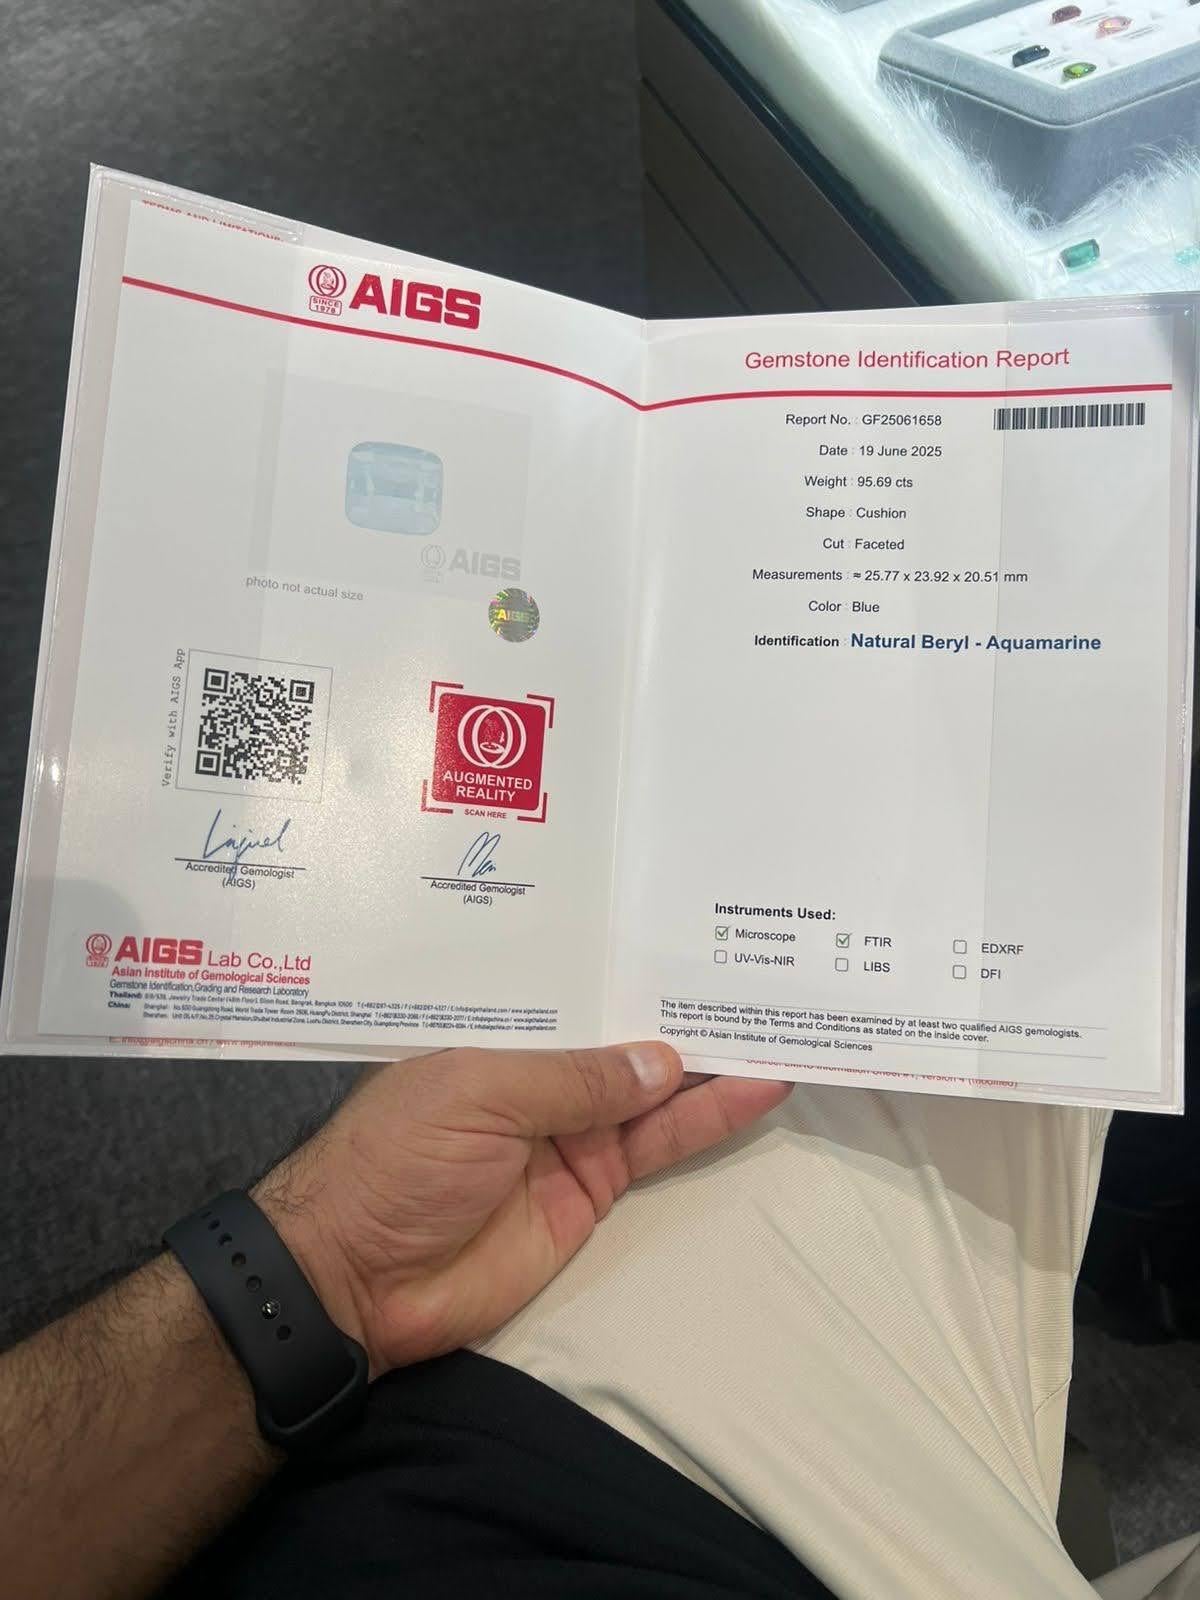 TERMS AND LIMITATIONS.
SINCE
1978
AIGS
AIGS
photo not actual size
AIGS
Verify with AIGS App
AUGMENTED
REALITY
SCAN HERE
Accredited Gemologist
(AIGS)
Accredited Gemologist
(AIGS)
AIGS Lab Co.,Ltd
Asian Institute of Gemological Sciences
Gemstone Identification,Grading and Research Laboratory
Thailand:
China:
Gemstone Identification Report
Report No. : GF25061658
Date : 19 June 2025
Weight : 95.69 cts
Shape : Cushion
Cut : Faceted
Measurements : ≈ 25.77 x 23.92 x 20.51 mm
Color : Blue
Identification : Natural Beryl - Aquamarine
Instruments Used:
Microscope FTIR EDXRF
UV-Vis-NIR LIBS DFI
The item described within this report has been examined by at least two qualified AIGS gemologists.
This report is bound by the Terms and Conditions as stated on the inside cover.
Copyright © Asian Institute of Gemological Sciences